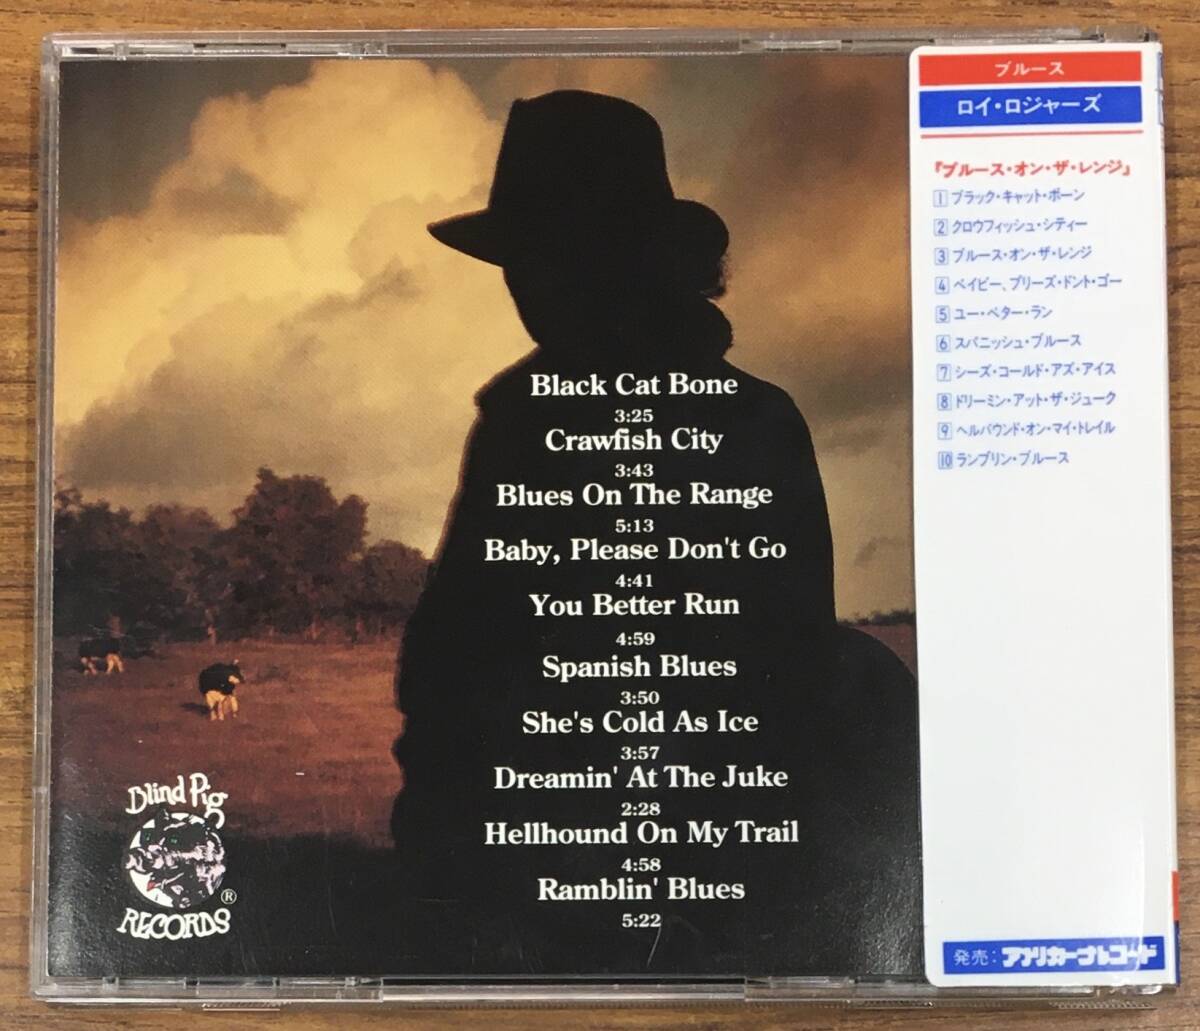 Black Cat Bone
3:25
Crawfish City
3:43
Blues On The Range
5:13
Baby, Please Don't Go
4:41
You Better Run
4:59
Spanish Blues
3:50
She's Cold As Ice
3:57
Dreamin' At The Juke
2:28
Hellhound On My Trail
4:58
Ramblin' Blues
5:22
Blind Pig
RECORDS
®
ブルース
ロイ・ロジャーズ
『ブルース・オン・ザ・レンジ』
1 ブラック・キャット・ボーン
2 クロウフィッシュ・シティー
3 ブルース・オン・ザ・レンジ
4 ベイビー、プリーズ・ドント・ゴー
5 ユー・ベター・ラン
6 スパニッシュ・ブルース
7 シーズ・コールド・アズ・アイス
8 ドリーミン・アット・ザ・ジューク
9 ヘルバウンド・オン・マイ・トレイル
10 ランブリン・ブルース
発売：アメリカーナレコード